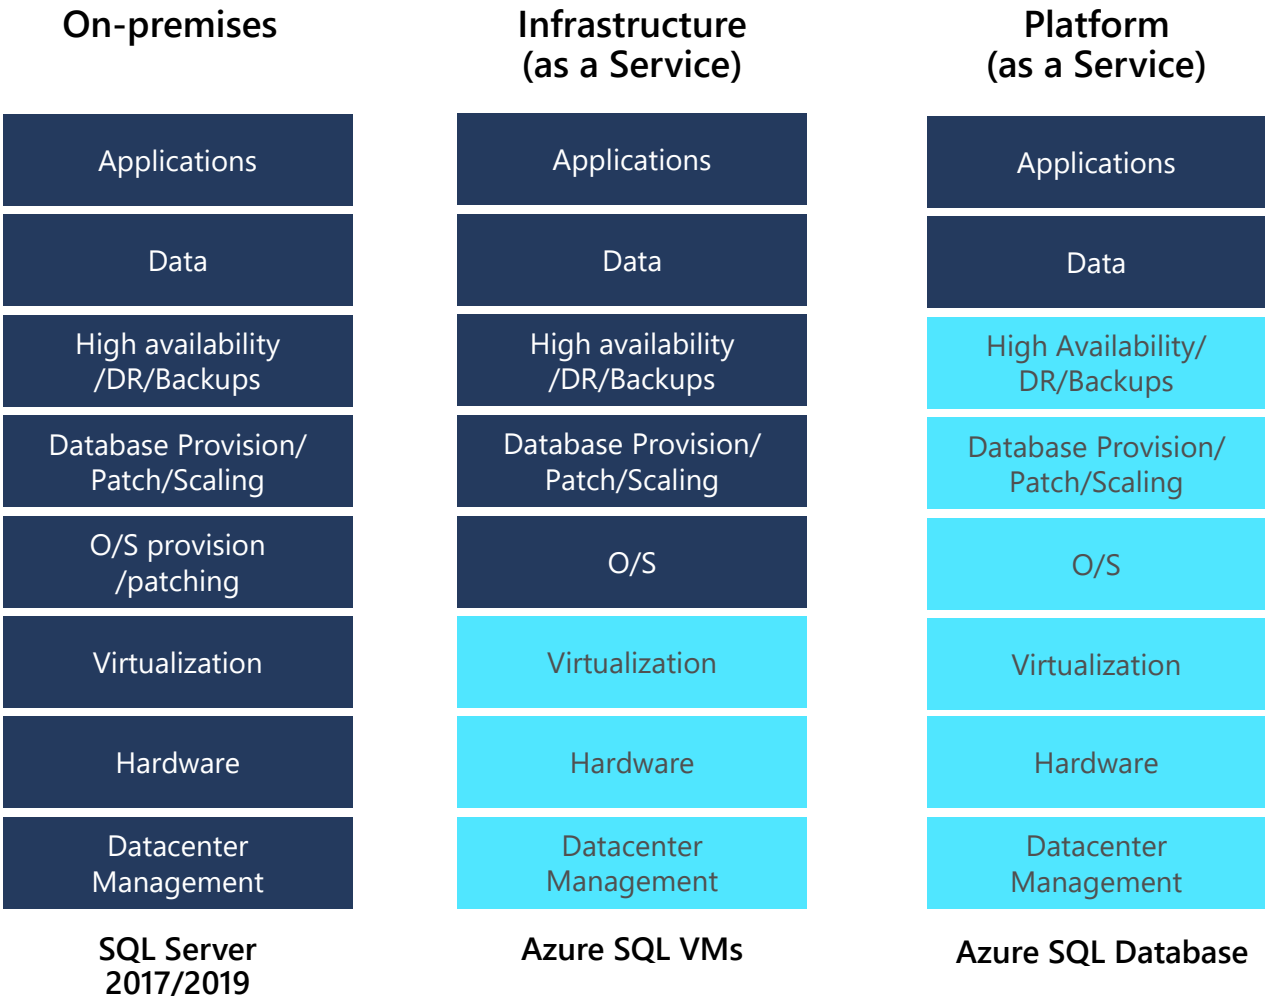 On-premises
Applications
Data
High availability
/DR/Backups
Database Provision/
Patch/Scaling
O/S provision
/patching
Virtualization
Hardware
Datacenter
Management
SQL Server
2017/2019
Infrastructure
(as a Service)
Applications
Data
High availability
/DR/Backups
Database Provision/
Patch/Scaling
O/S
Virtualization
Hardware
Datacenter
Management
Azure SQL VMs
Platform
(as a Service)
Applications
Data
High Availability/
DR/Backups
Database Provision/
Patch/Scaling
O/S
Virtualization
Hardware
Datacenter
Management
Azure SQL Database